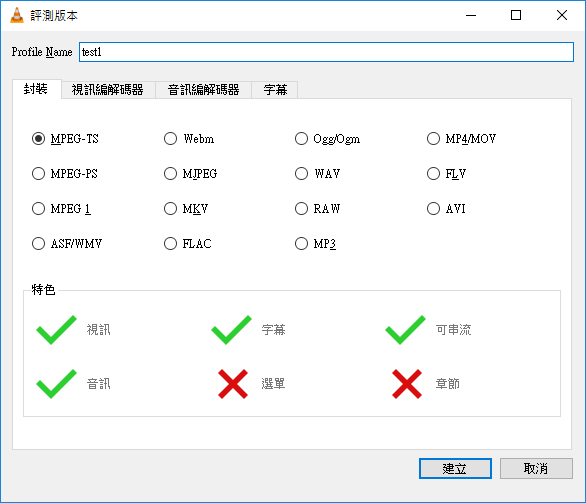 評測版本
Profile Name test1
封裝 視訊編解碼器 音訊編解碼器 字幕
MPEG-TS Webm Ogg/Ogm MP4/MOV
MPEG-PS MJPEG WAV FLV
MPEG 1 MKV RAW AVI
ASF/WMV FLAC MP3
特色
視訊 字幕 可串流
音訊 選單 章節
建立 取消